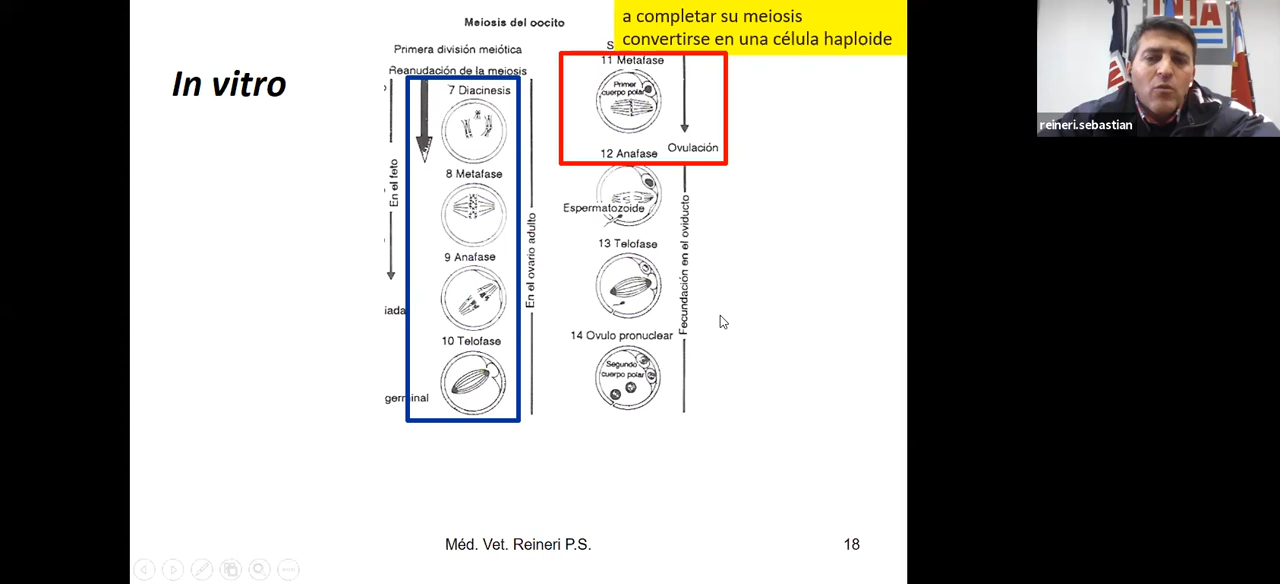 Meiosis del oocito
a completar su meiosis
convertirse en una célula haploide
In vitro
Primera división meiótica
Reanudación de la meiosis
7 Diacinesis
8 Metafase
9 Anafase
10 Telofase
En el feto
iada
germinal
En el ovario adulto
S
11 Metafase
Primer
cuerpo polar
Ovulación
12 Anafase
Espermatozoide
13 Telofase
14 Ovulo pronuclear
Segundo
cuerpo polar
Fecundación en el oviducto
Méd. Vet. Reineri P.S.
18
INTA
reineri.sebastian